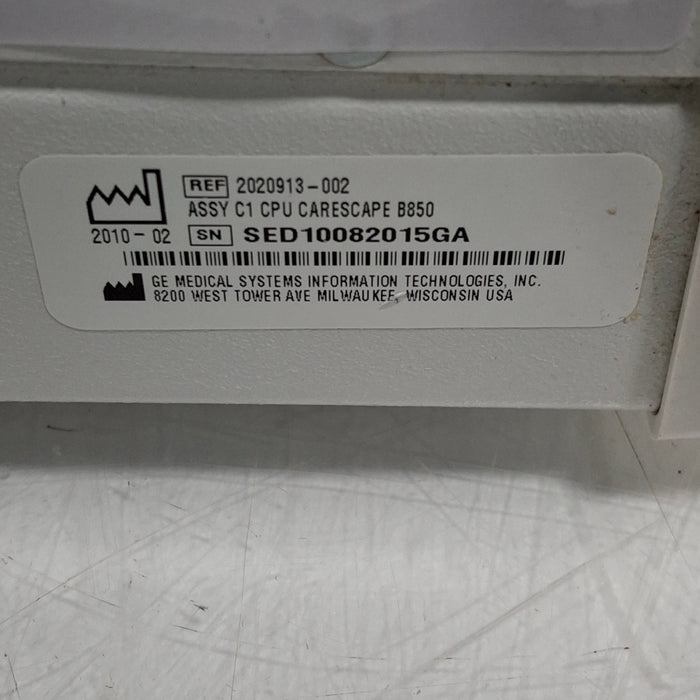 REF 2020913-002
ASSY C1 CPU CARESCAPE B850
2010-02 SN SED10082015GA
GE MEDICAL SYSTEMS INFORMATION TECHNOLOGIES, INC.
8200 WEST TOWER AVE MILWAUKEE, WISCONSIN USA